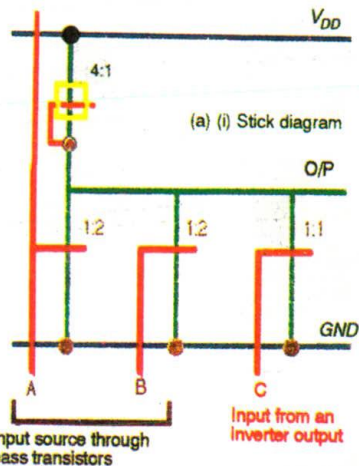 VDD
4:1
(a) (i) Stick diagram
O/P
1:2
1:2
1:1
GND
A
B
C
nput source through
ass transistors
Input from an
inverter output